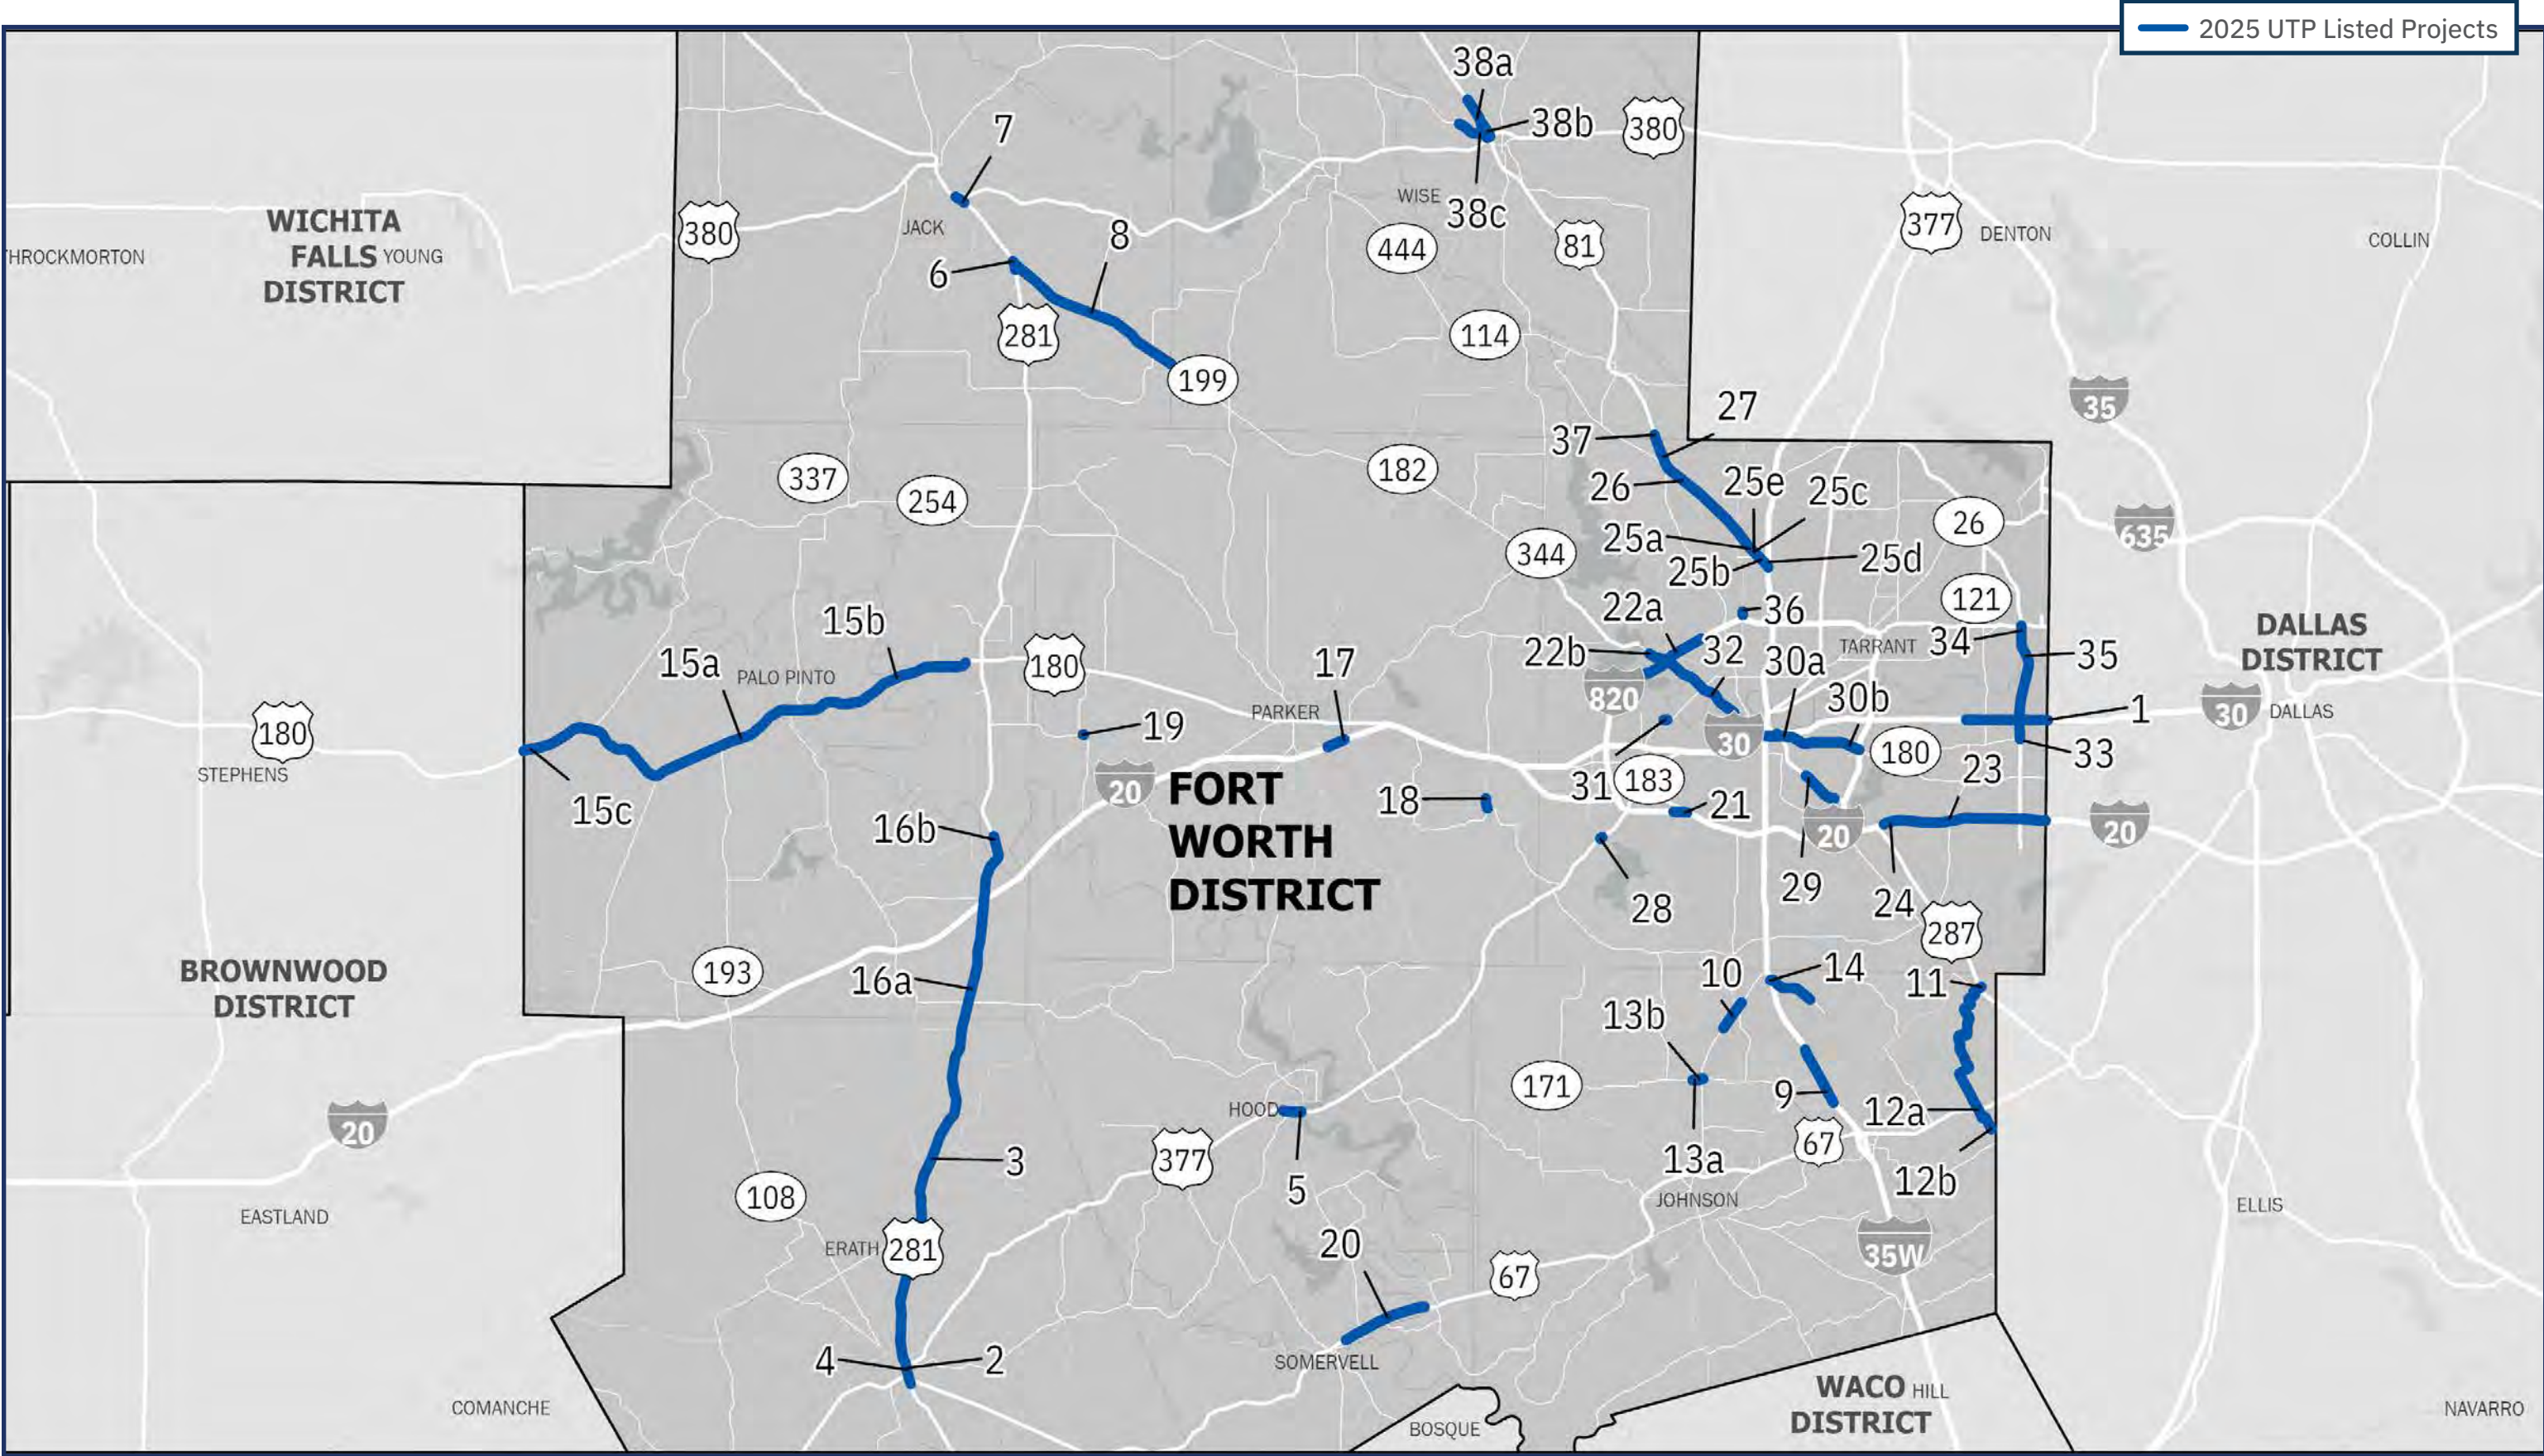 2025 UTP Listed Projects
38a
38b
380
7
WISE
38c
WICHITA
FALLS
DISTRICT
YOUNG
THROCKMORTON
380
JACK
8
444
81
377
DENTON
COLLIN
6
281
114
199
35
27
37
182
337
254
26
25e
25c
26
635
344
25a
25b
25d
121
22a
36
15b
22b
32
30a
TARRANT
34
35
DALLAS
DISTRICT
15a
PALO PINTO
180
17
820
30b
PARKER
1
30
DALLAS
180
19
30
180
33
STEPHENS
31
183
23
20
FORT
WORTH
DISTRICT
18
21
20
20
15c
16b
28
29
24
287
BROWNWOOD
DISTRICT
193
16a
10
14
11
13b
171
9
12a
HOOD
20
67
3
377
13a
12b
5
108
JOHNSON
EASTLAND
ELLIS
ERATH
281
20
67
35W
4
2
SOMERVELL
WACO
DISTRICT
HILL
COMANCHE
BOSQUE
NAVARRO